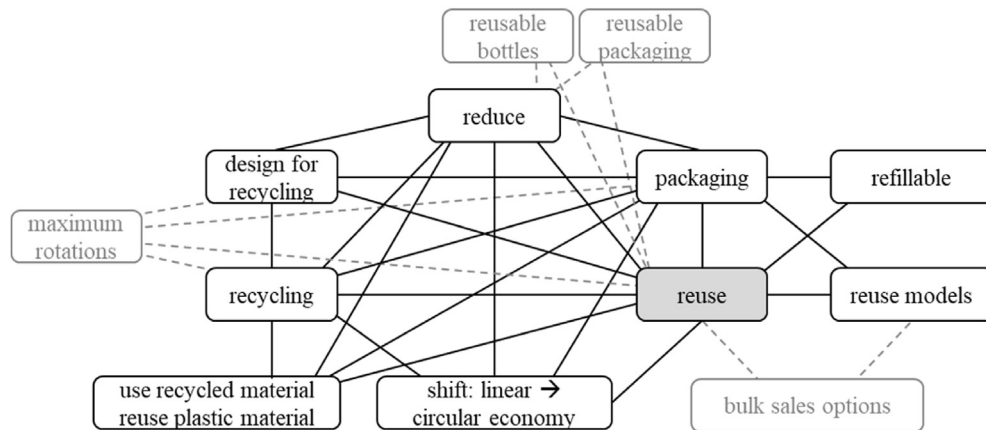 reusable
bottles
reusable
packaging
reduce
design for
recycling
packaging
refillable
maximum
rotations
recycling
reuse
reuse models
use recycled material
reuse plastic material
shift: linear →
circular economy
bulk sales options